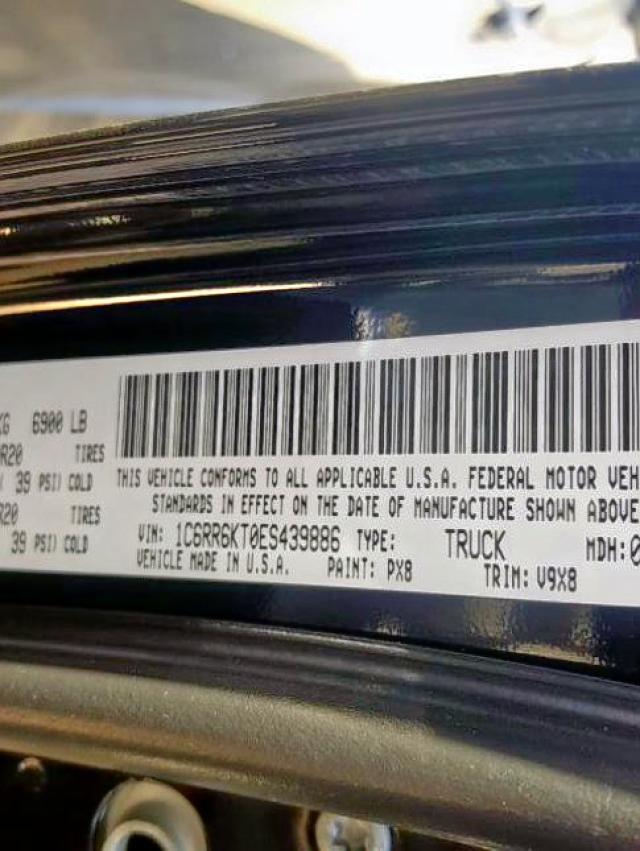 KG 6900 LB
R20 TIRES
39 PSI) COLD
R20 TIRES
39 PSI) COLD
THIS VEHICLE CONFORMS TO ALL APPLICABLE U.S.A. FEDERAL MOTOR VEH
STANDARDS IN EFFECT ON THE DATE OF MANUFACTURE SHOWN ABOVE
VIN: 1C6RR6KT0ES439886 TYPE: TRUCK MDH:0
VEHICLE MADE IN U.S.A. PAINT: PX8 TRIM: V9X8